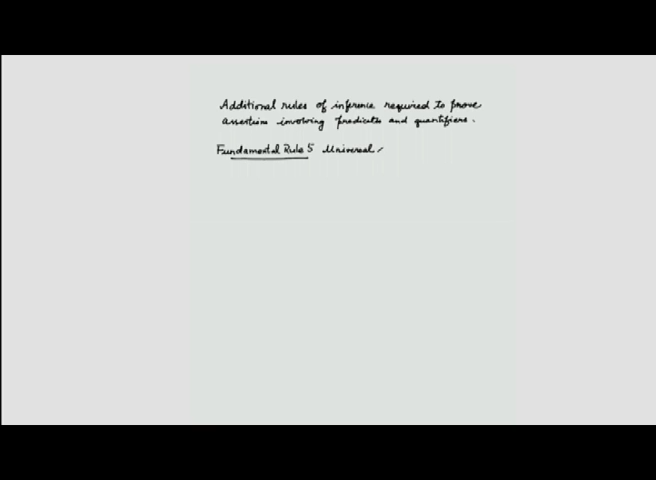 Additional rules of inference required to prove
assertions involving predicates and quantifiers.
Fundamental Rule 5 Universal